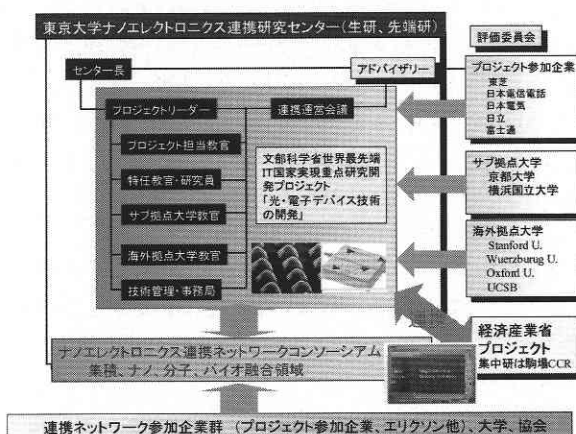 東京大学ナノエレクトロニクス連携研究センター(生研、先端研)
センター長
アドバイザリー
評価委員会
プロジェクトリーダー
連携運営会議
プロジェクト担当教官
特任教官・研究員
サブ拠点大学教官
海外拠点大学教官
技術管理・事務局
文部科学省世界最先端
IT国家実現重点研究開
発プロジェクト
「光・電子デバイス技術
の開発」
プロジェクト参加企業
東芝
日本電信電話
日本電気
日立
富士通
サブ拠点大学
京都大学
横浜国立大学
海外拠点大学
Stanford U.
Wuerzburug U.
Oxford U.
UCSB
経済産業省
プロジェクト
集中研は駒場CCR
ナノエレクトロニクス連携ネットワークコンソーシアム
集積、ナノ、分子、バイオ融合領域
連携ネットワーク参加企業群 (プロジェクト参加企業、エリクソン他)、大学、協会